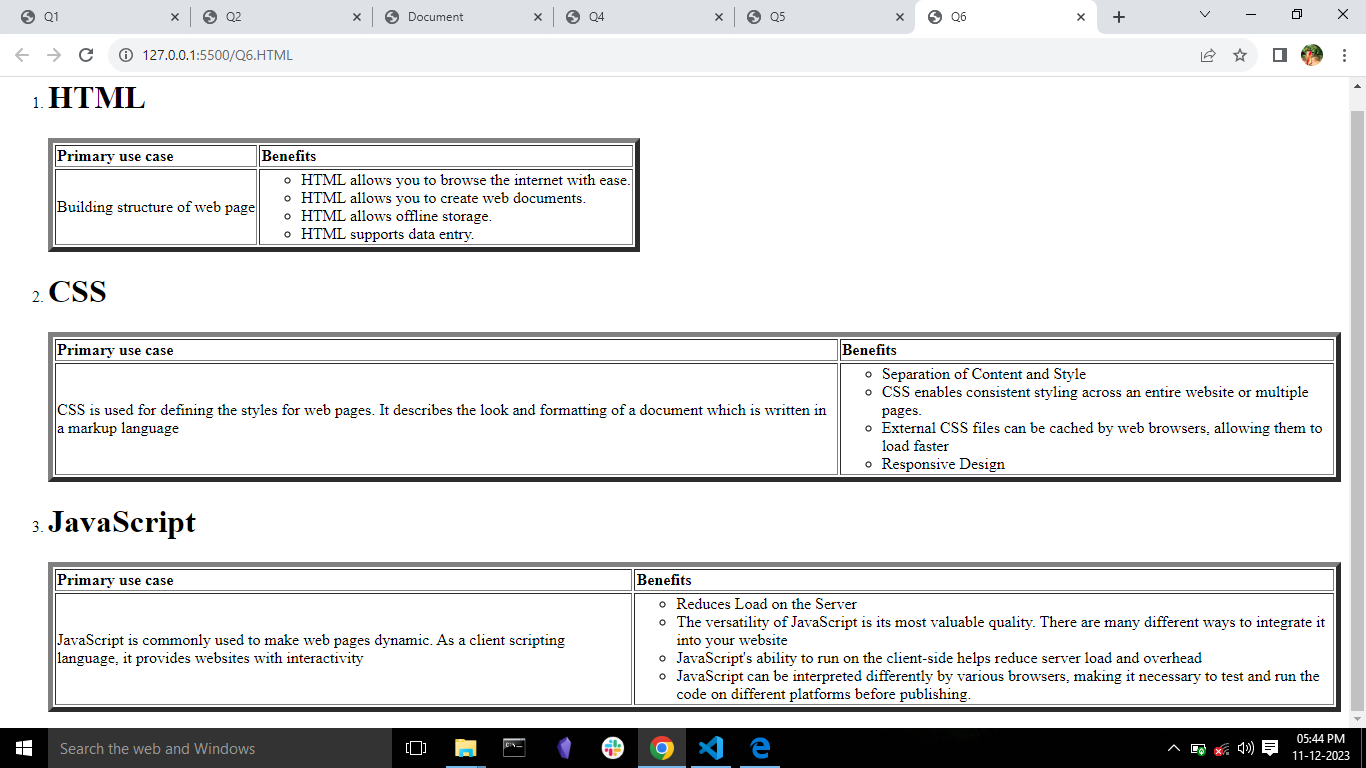 Q1
Q2
Document
Q4
Q5
Q6
127.0.0.1:5500/Q6.HTML
1. HTML
Primary use case Benefits
Building structure of web page
HTML allows you to browse the internet with ease.
HTML allows you to create web documents.
HTML allows offline storage.
HTML supports data entry.
2. CSS
Primary use case Benefits
CSS is used for defining the styles for web pages. It describes the look and formatting of a document which is written in
a markup language
Separation of Content and Style
CSS enables consistent styling across an entire website or multiple
pages.
External CSS files can be cached by web browsers, allowing them to
load faster
Responsive Design
3. JavaScript
Primary use case Benefits
JavaScript is commonly used to make web pages dynamic. As a client scripting
language, it provides websites with interactivity
Reduces Load on the Server
The versatility of JavaScript is its most valuable quality. There are many different ways to integrate it
into your website
JavaScript's ability to run on the client-side helps reduce server load and overhead
JavaScript can be interpreted differently by various browsers, making it necessary to test and run the
code on different platforms before publishing.
Search the web and Windows
05:44 PM
11-12-2023